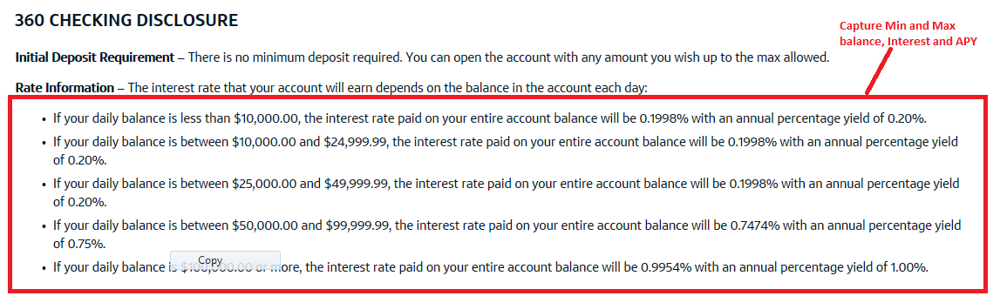 360 CHECKING DISCLOSURE
Capture Min and Max
balance, Interest and APY
Initial Deposit Requirement – There is no minimum deposit required. You can open the account with any amount you wish up to the max allowed.
Rate Information – The interest rate that your account will earn depends on the balance in the account each day:
• If your daily balance is less than $10,000.00, the interest rate paid on your entire account balance will be 0.1998% with an annual percentage yield of 0.20%.
• If your daily balance is between $10,000.00 and $24,999.99, the interest rate paid on your entire account balance will be 0.1998% with an annual percentage yield
of 0.20%.
• If your daily balance is between $25,000.00 and $49,999.99, the interest rate paid on your entire account balance will be 0.1998% with an annual percentage yield
of 0.20%.
• If your daily balance is between $50,000.00 and $99,999.99, the interest rate paid on your entire account balance will be 0.7474% with an annual percentage yield
of 0.75%.
Copy
• If your daily balance is $100,000.00 or more, the interest rate paid on your entire account balance will be 0.9954% with an annual percentage yield of 1.00%.